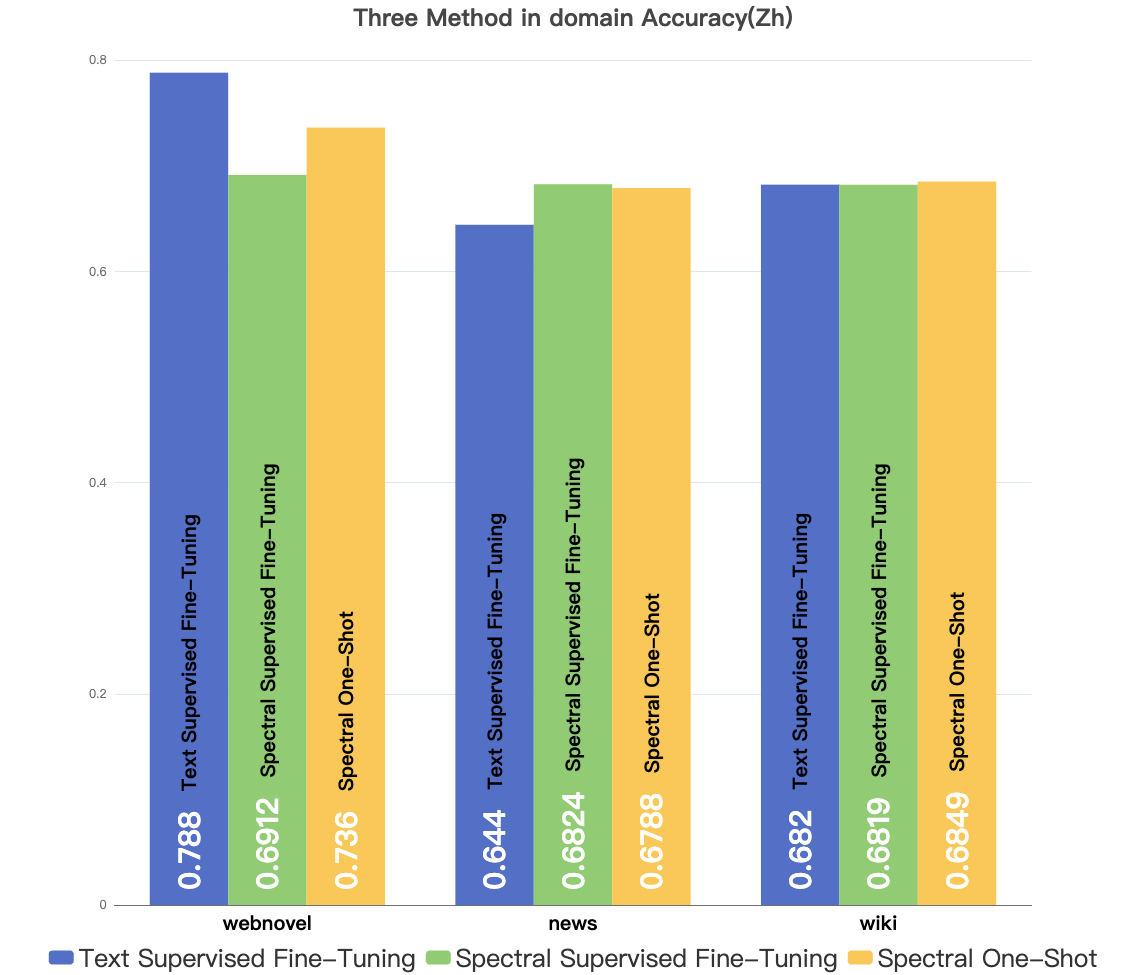 Three Method in domain Accuracy(Zh)
0.8
0.6
0.4
0.2
0
0.788 Text Supervised Fine-Tuning
0.6912 Spectral Supervised Fine-Tuning
0.736 Spectral One-Shot
0.644 Text Supervised Fine-Tuning
0.6824 Spectral Supervised Fine-Tuning
0.6788 Spectral One-Shot
0.682 Text Supervised Fine-Tuning
0.6819 Spectral Supervised Fine-Tuning
0.6849 Spectral One-Shot
webnovel news wiki
Text Supervised Fine-Tuning Spectral Supervised Fine-Tuning Spectral One-Shot